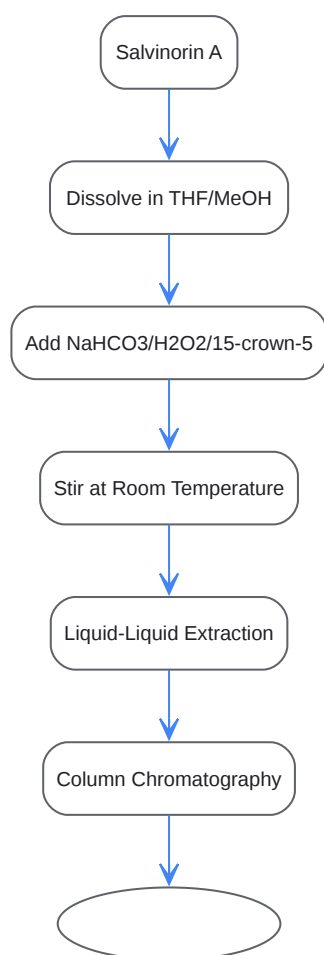 Salvinorin A
Dissolve in THF/MeOH
Add NaHCO3/H2O2/15-crown-5
Stir at Room Temperature
Liquid-Liquid Extraction
Column Chromatography